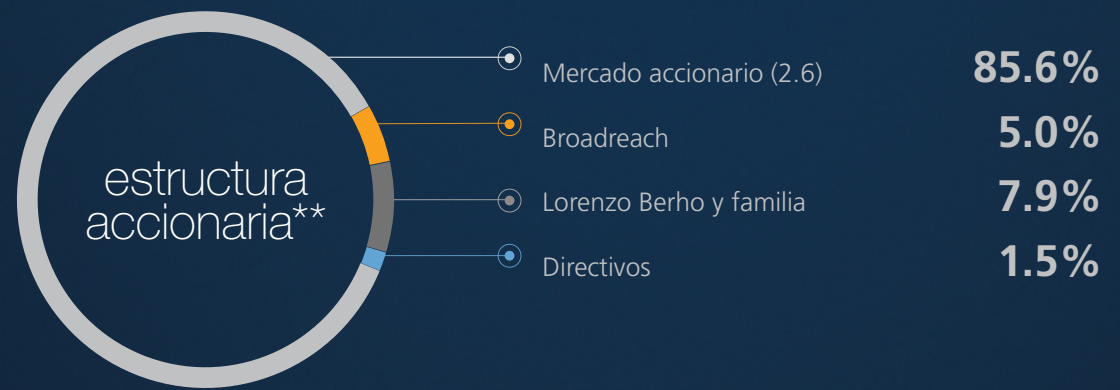 estructura
accionaria**
Mercado accionario (2.6) 85.6%
Broadreach 5.0%
Lorenzo Berho y familia 7.9%
Directivos 1.5%